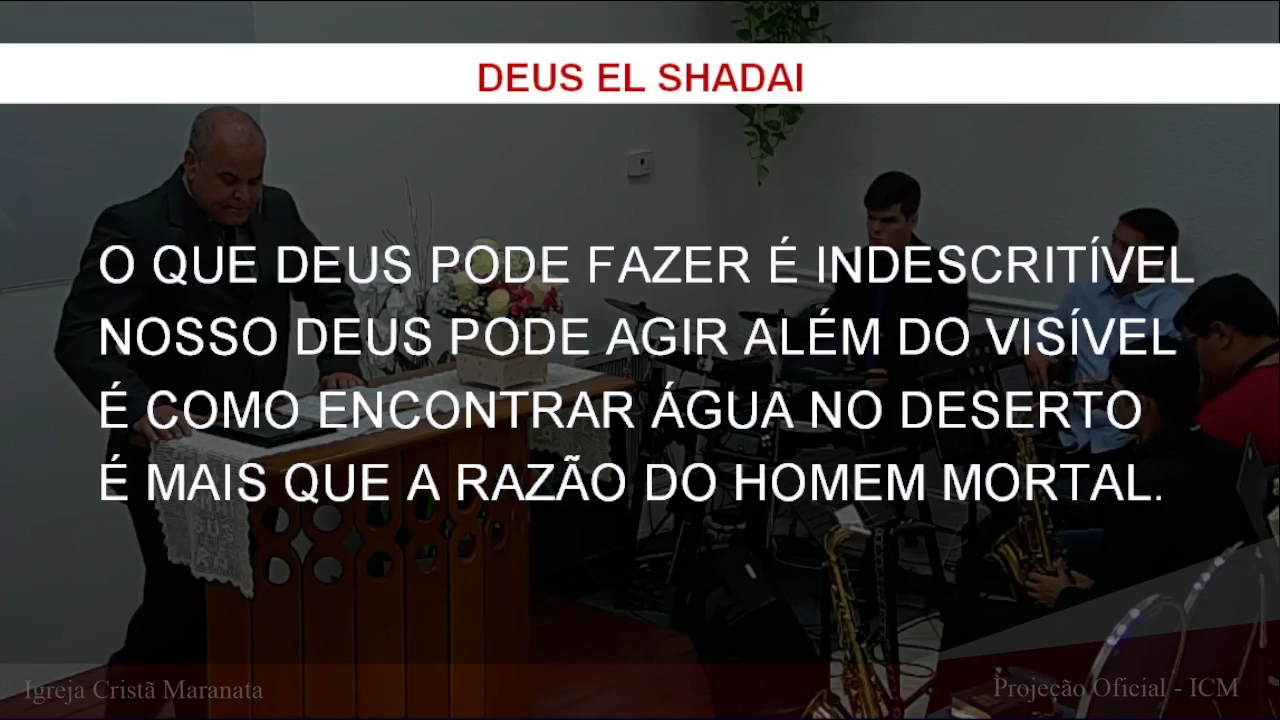 DEUS EL SHADAI
O QUE DEUS PODE FAZER É INDESCRITÍVEL
NOSSO DEUS PODE AGIR ALÉM DO VISÍVEL
É COMO ENCONTRAR ÁGUA NO DESERTO
É MAIS QUE A RAZÃO DO HOMEM MORTAL.
Igreja Cristã Maranata
Projeção Oficial - ICM